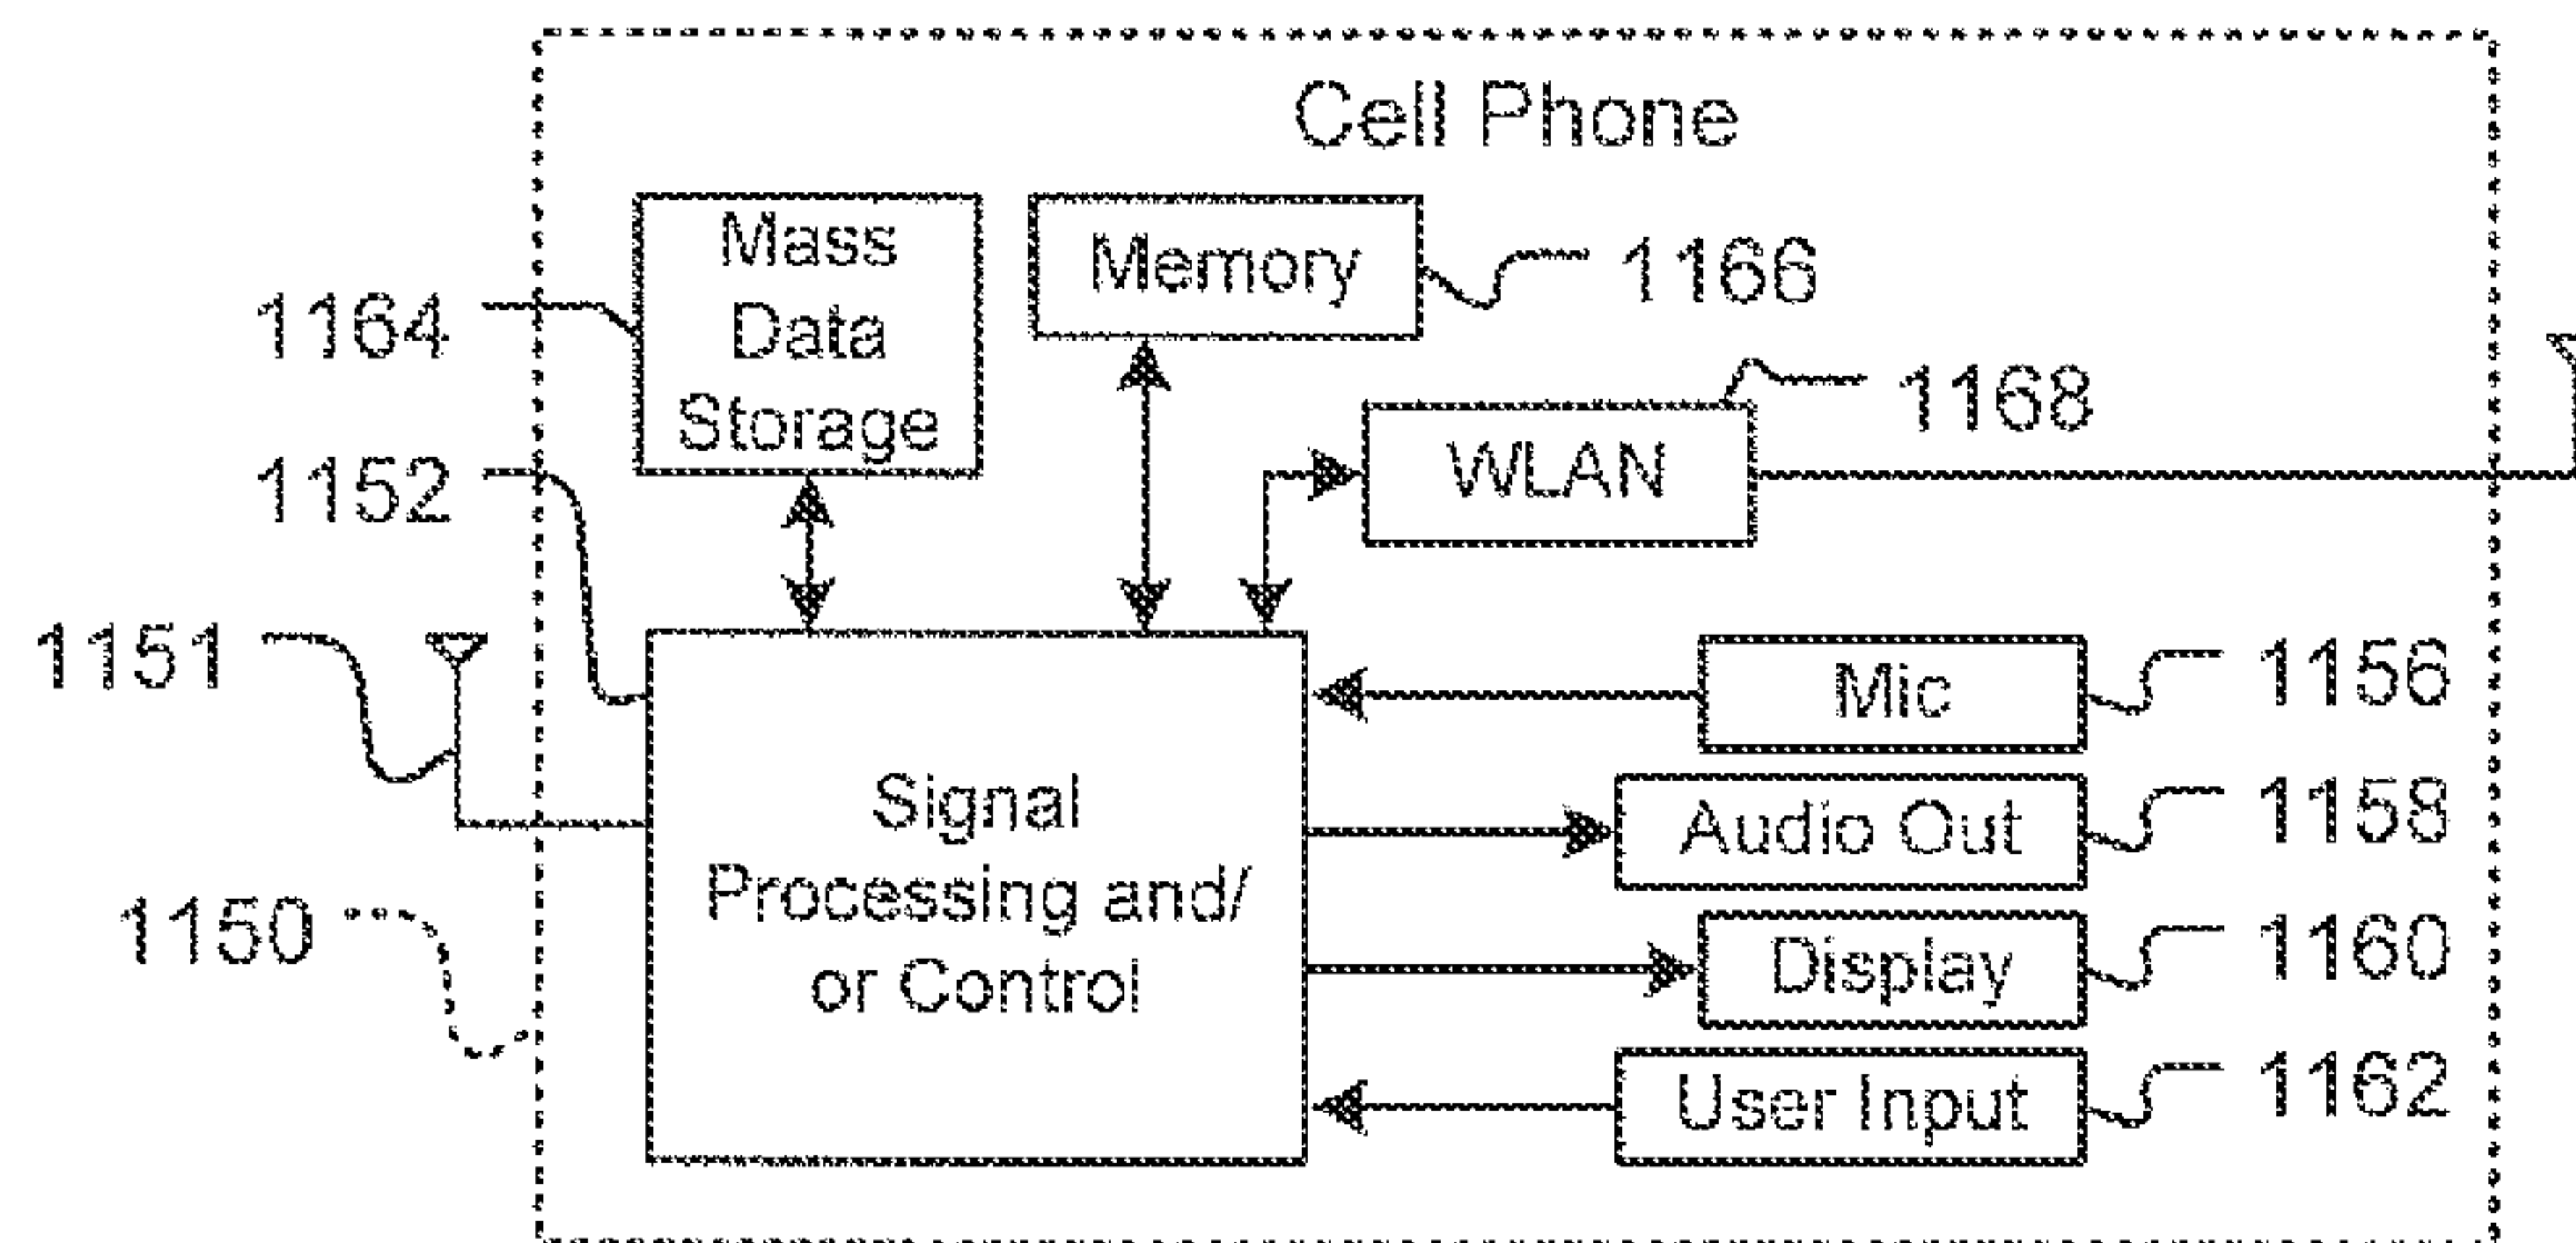 Cell Phone
Mass
Data
Storage
Memory
1166
1164
1168
WLAN
1152
1151
Mic
1156
Signal
Processing and/
or Control
Audio Out
1158
1150
Display
1160
User Input
1162